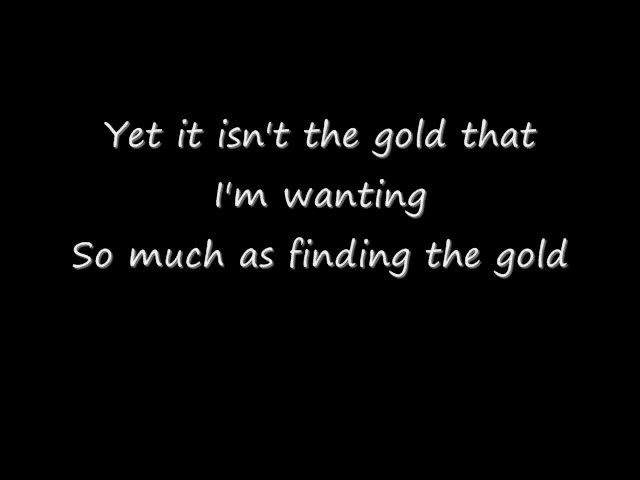 Yet it isn't the gold that
I'm wanting
So much as finding the gold